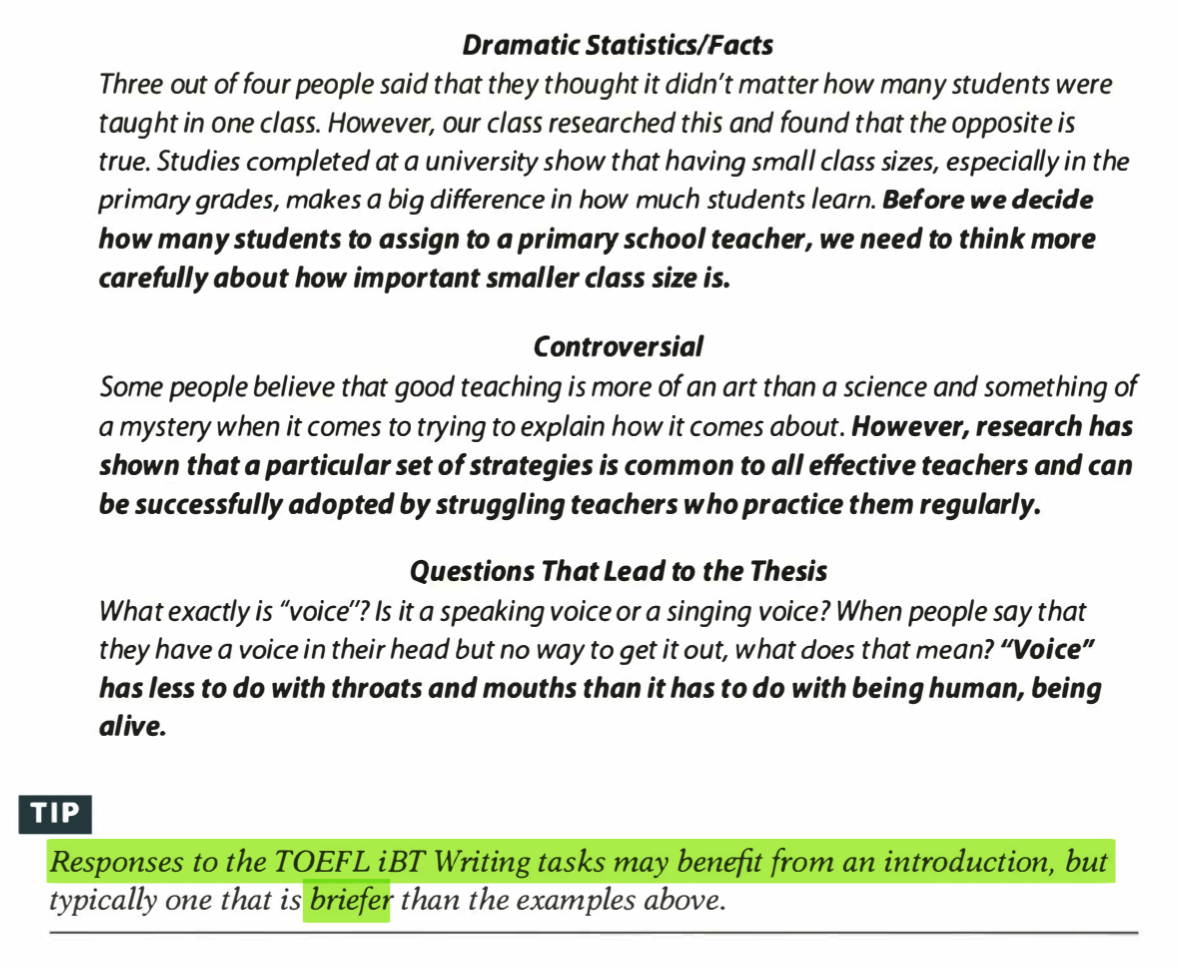 Dramatic Statistics/Facts
Three out of four people said that they thought it didn't matter how many students were
taught in one class. However, our class researched this and found that the opposite is
true. Studies completed at a university show that having small class sizes, especially in the
primary grades, makes a big difference in how much students learn. Before we decide
how many students to assign to a primary school teacher, we need to think more
carefully about how important smaller class size is.
Controversial
Some people believe that good teaching is more of an art than a science and something of
a mystery when it comes to trying to explain how it comes about. However, research has
shown that a particular set of strategies is common to all effective teachers and can
be successfully adopted by struggling teachers who practice them regularly.
Questions That Lead to the Thesis
What exactly is "voice"? Is it a speaking voice or a singing voice? When people say that
they have a voice in their head but no way to get it out, what does that mean? "Voice"
has less to do with throats and mouths than it has to do with being human, being
alive.
TIP
Responses to the TOEFL iBT Writing tasks may benefit from an introduction, but
typically one that is briefer than the examples above.